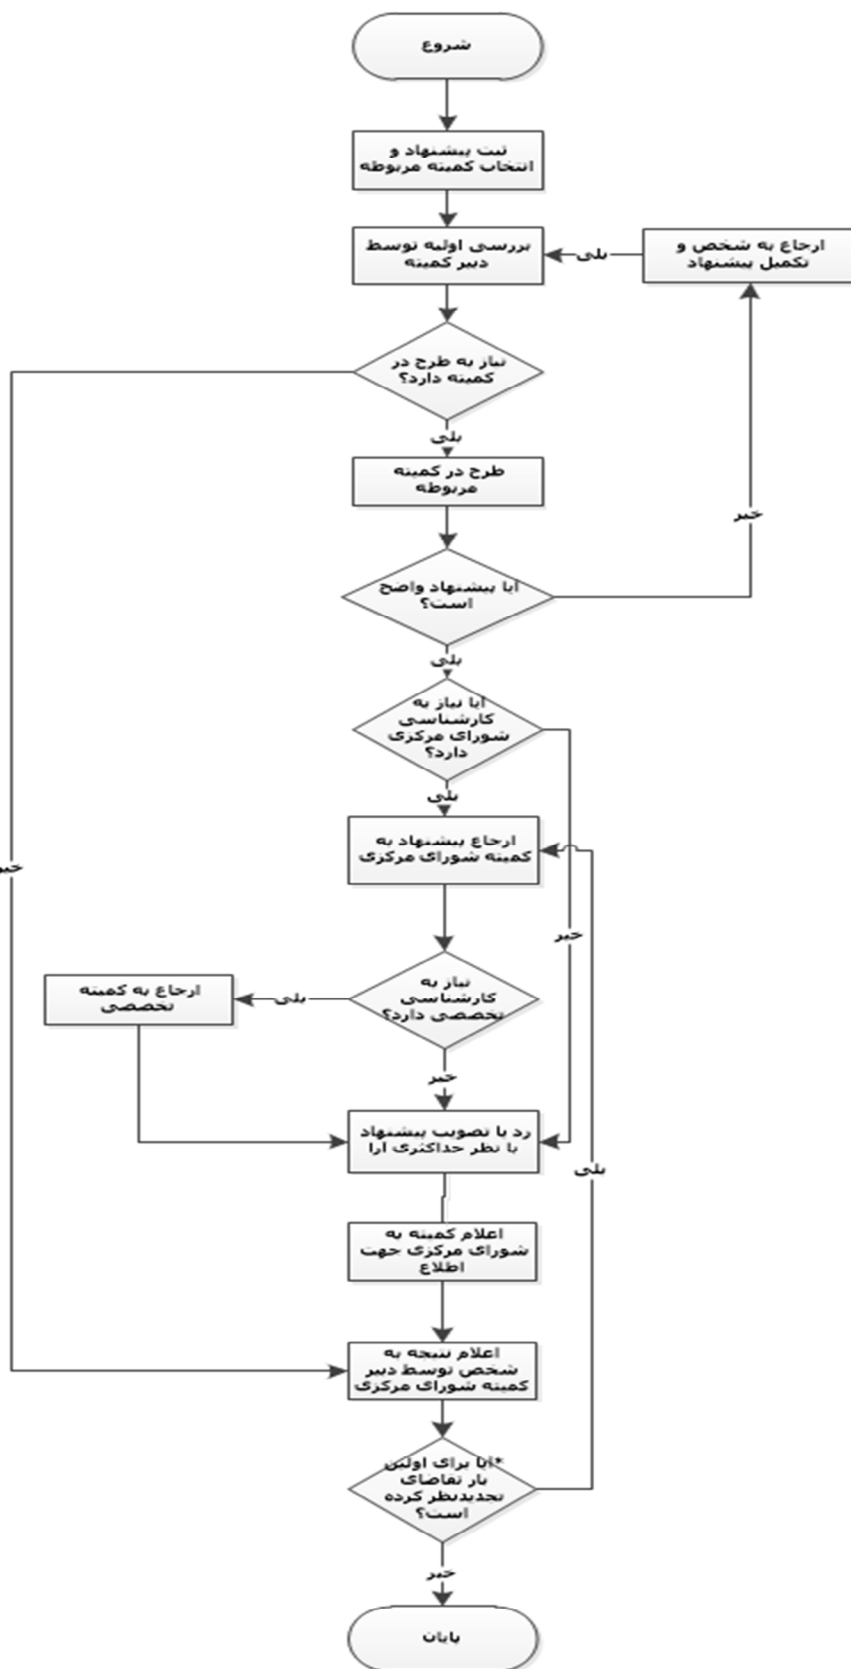 شروع
ثبت پیشنهاد و
انتخاب کمیته مربوطه
بررسی اولیه توسط
دبیر کمیته
بلی
ارجاع به شخص و
تکمیل پیشنهاد
نیاز به طرح در
کمیته دارد؟
بلی
طرح در کمیته
مربوطه
خیر
آیا پیشنهاد واضح
است؟
بلی
آیا نیاز به
کارشناسی
شورای مرکزی
دارد؟
بلی
ارجاع پیشنهاد به
کمیته شورای مرکزی
خیر
خیر
نیاز به
کارشناسی
تخصصی دارد؟
بلی
ارجاع به کمیته
تخصصی
خیر
رد یا تصویب پیشنهاد
با نظر حداکثری آرا
بلی
اعلام کمیته به
شورای مرکزی جهت
اطلاع
اعلام نتیجه به
شخص توسط دبیر
کمیته شورای مرکزی
*آیا برای اولین
بار تقاضای
تجدیدنظر کرده
است؟
خیر
پایان